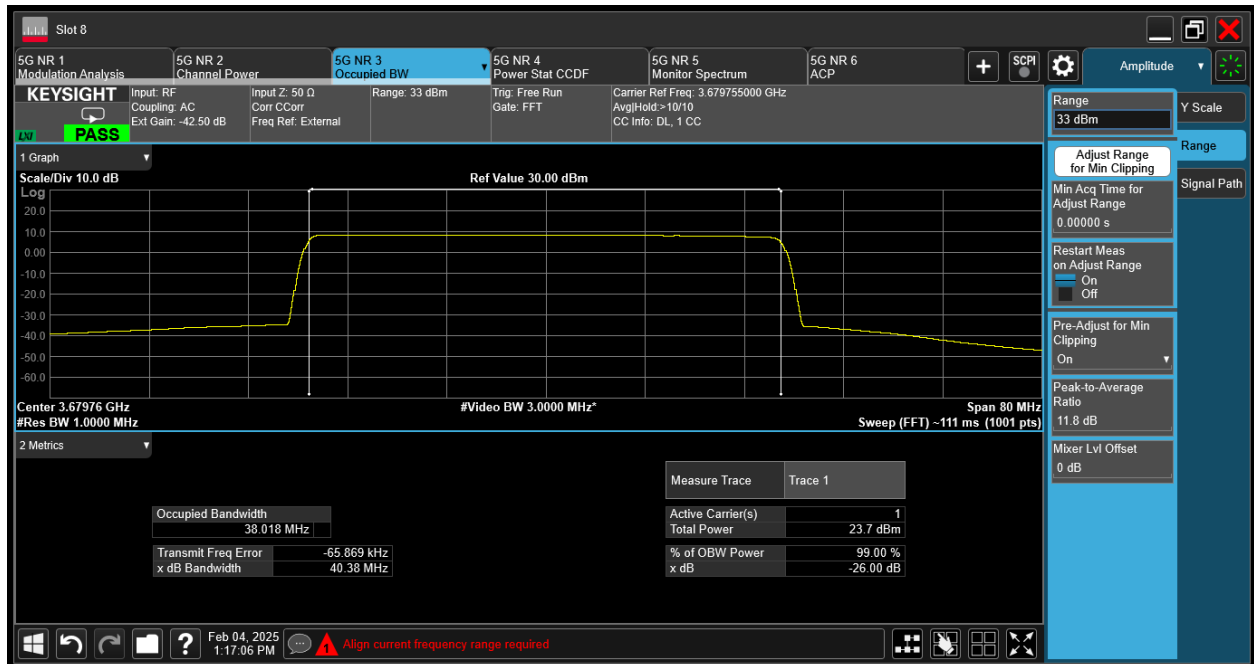 Slot 8
5G NR 1
Modulation Analysis
5G NR 2
Channel Power
5G NR 3
Occupied BW
5G NR 4
Power Stat CCDF
5G NR 5
Monitor Spectrum
5G NR 6
ACP
SCPI
Amplitude
KEYSIGHT
LXI
PASS
Input: RF
Coupling: AC
Ext Gain: -42.50 dB
Input Z: 50 Ω
Corr CCorr
Freq Ref: External
Range: 33 dBm
Trig: Free Run
Gate: FFT
Carrier Ref Freq: 3.679755000 GHz
Avg|Hold:>10/10
CC Info: DL, 1 CC
1 Graph
Scale/Div 10.0 dB
Ref Value 30.00 dBm
Log
20.0
10.0
0.00
-10.0
-20.0
-30.0
-40.0
-50.0
-60.0
Center 3.67976 GHz
#Video BW 3.0000 MHz*
Span 80 MHz
#Res BW 1.0000 MHz
Sweep (FFT) ~111 ms (1001 pts)
2 Metrics
Measure Trace
Trace 1
Occupied Bandwidth
38.018 MHz
Active Carrier(s)
1
Total Power
23.7 dBm
Transmit Freq Error
-65.869 kHz
x dB Bandwidth
40.38 MHz
% of OBW Power
99.00 %
x dB
-26.00 dB
Range
33 dBm
Adjust Range
for Min Clipping
Min Acq Time for
Adjust Range
0.00000 s
Restart Meas
on Adjust Range
On
Off
Pre-Adjust for Min
Clipping
On
Peak-to-Average
Ratio
11.8 dB
Mixer Lvl Offset
0 dB
Y Scale
Range
Signal Path
?
Feb 04, 2025
1:17:06 PM
1
Align current frequency range required